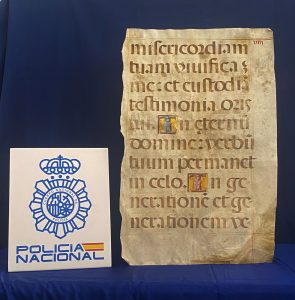 misericordiam
tuam viuifica
me: et custodiā
testimonia oris
tui. In eternū
domine: verbū
tuum permanet
in celo. In ge
neratione et ge
nerationem ve
POLICIA
NACIONAL